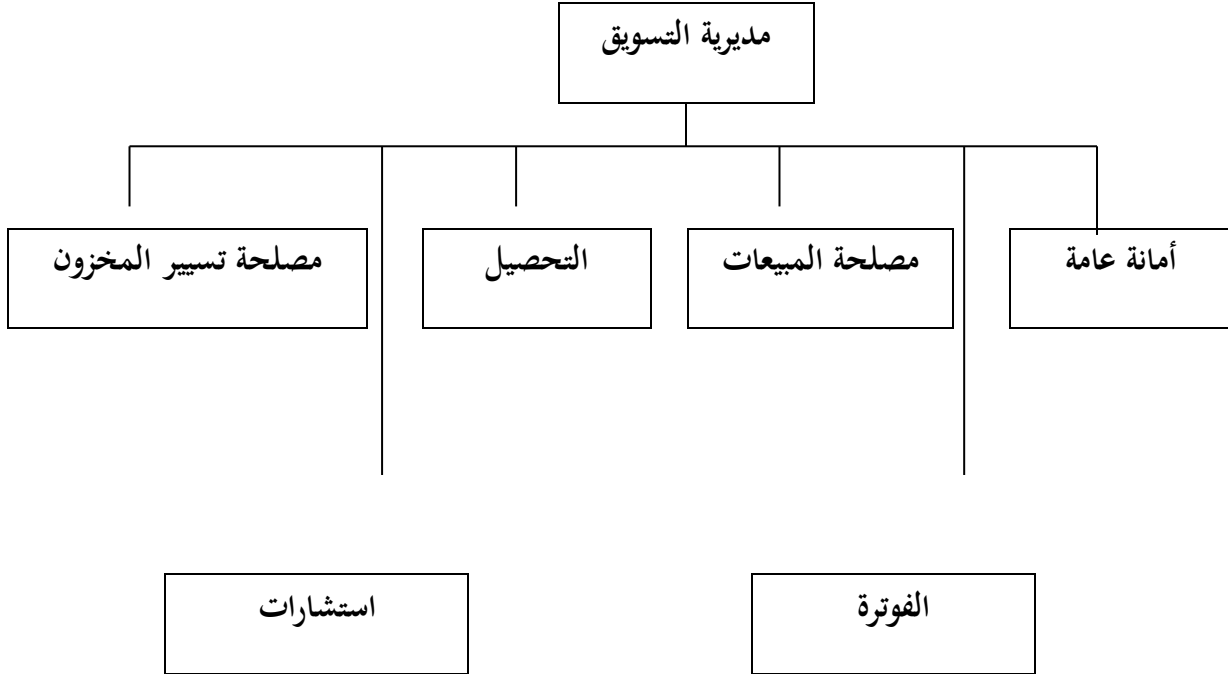 مديرية التسويق
أمانة عامة
مصلحة المبيعات
التحصيل
مصلحة تسيير المخزون
الفوترة
استشارات